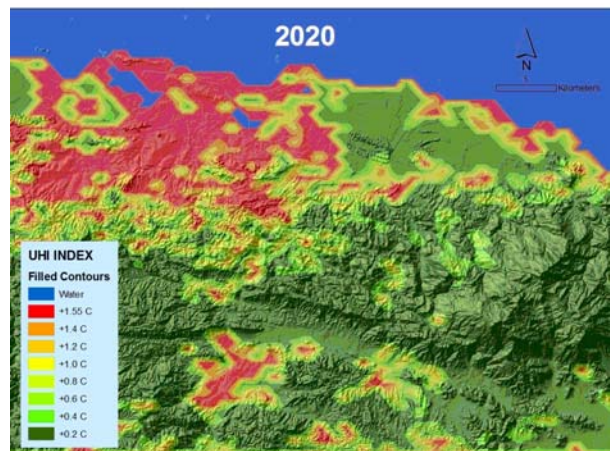 2020
N
Kilometers
UHI INDEX
Filled Contours
Water
+1.55 C
+1.4 C
+1.2 C
+1.0 C
+0.8 C
+0.6 C
+0.4 C
+0.2 C